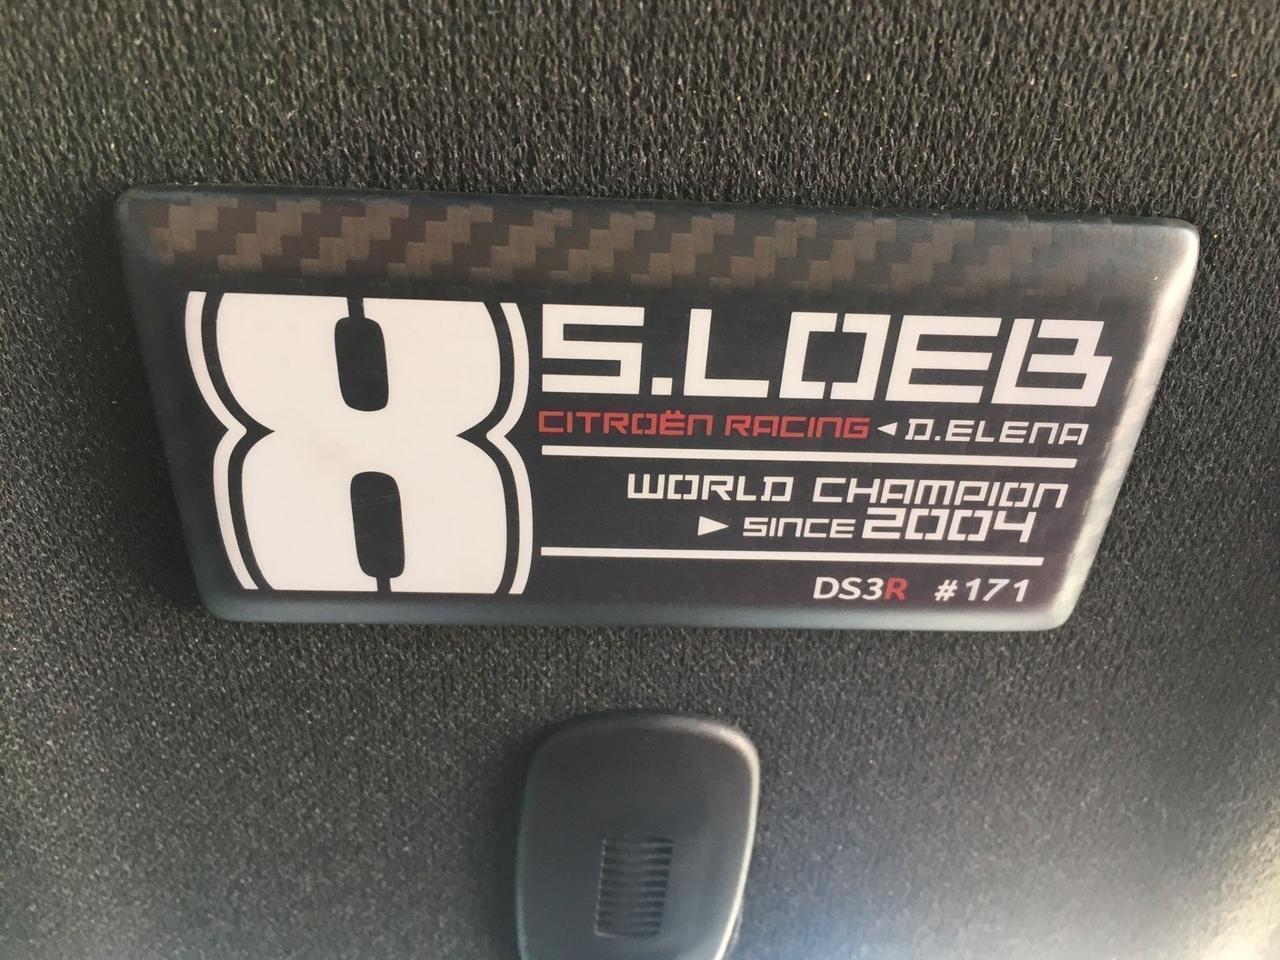 8
S.LOEB
CITROËN RACING ◄ D.ELENA
WORLD CHAMPION
► SINCE 2004
DS3R #171